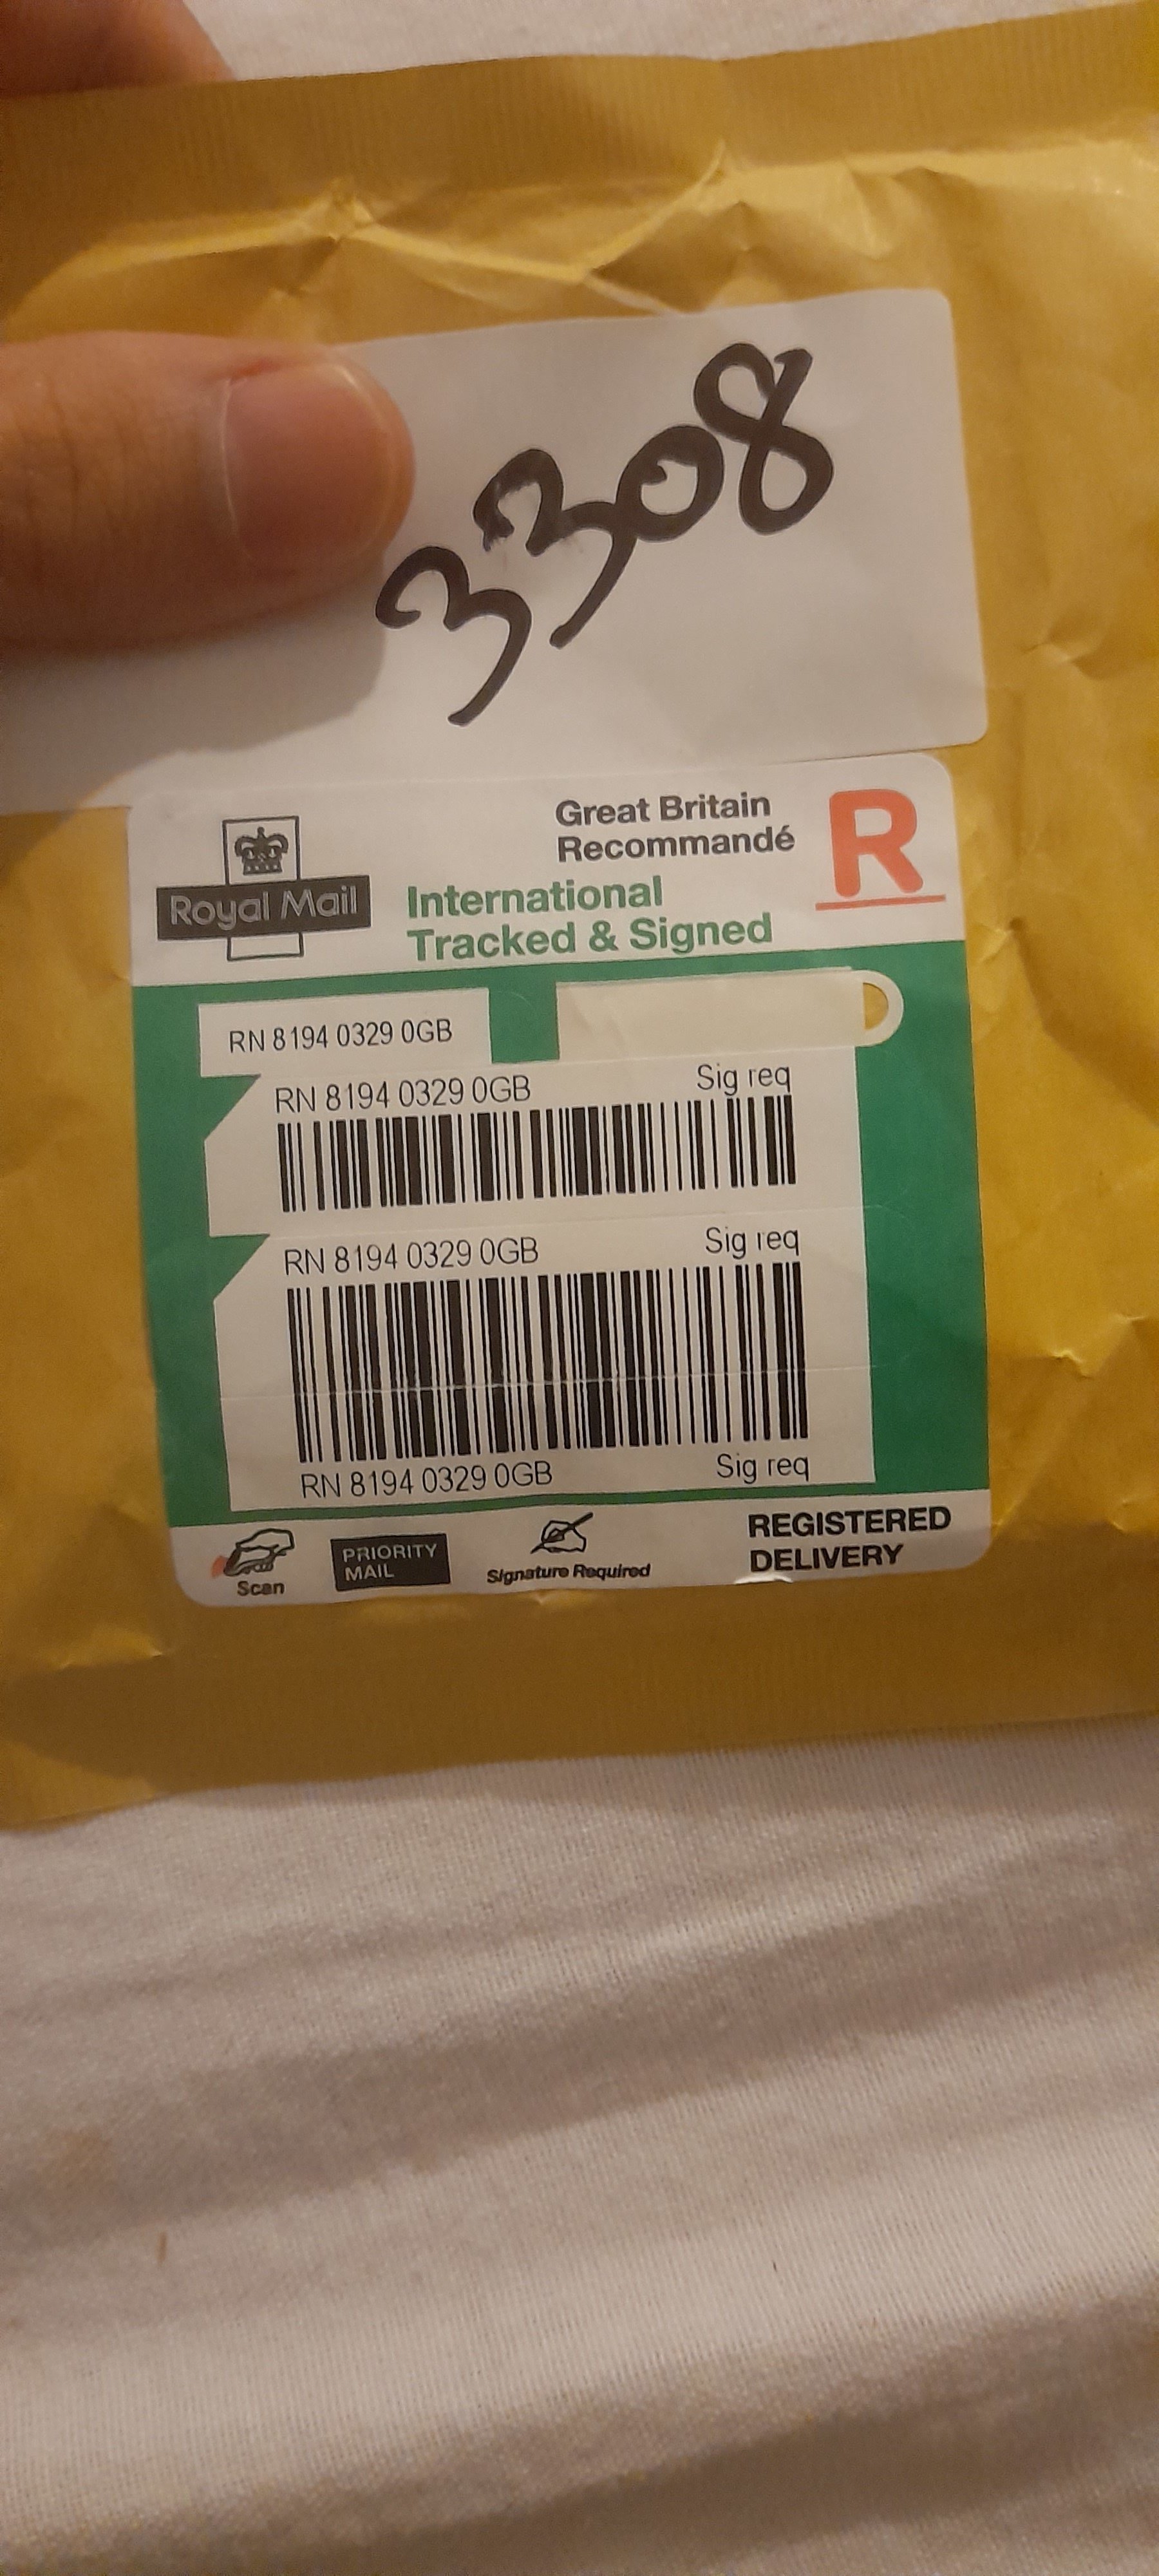 3308
Great Britain
Recommandé
R
Royal Mail
International
Tracked & Signed
RN 8194 0329 0GB
RN 8194 0329 0GB Sig req
RN 8194 0329 0GB Sig req
RN 8194 0329 0GB Sig req
Scan
PRIORITY
MAIL
Signature Required
REGISTERED
DELIVERY